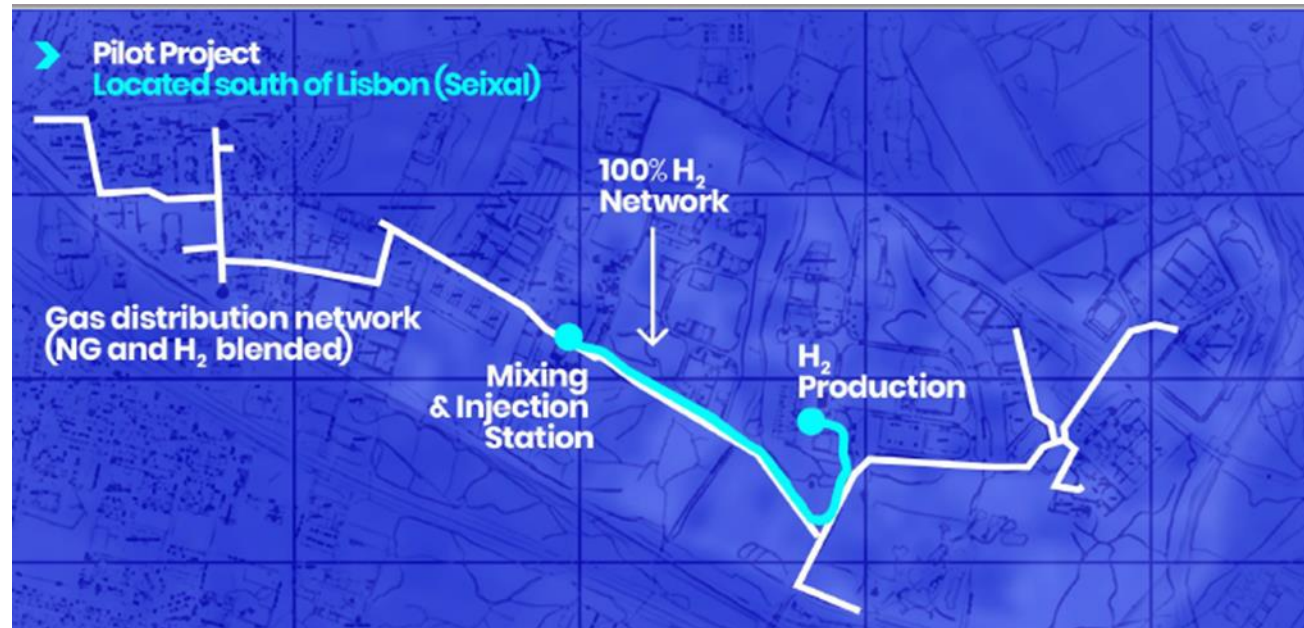 Pilot Project
Located south of Lisbon (Seixal)
100% H₂
Network
Gas distribution network
(NG and H₂ blended)
Mixing
& Injection
Station
H₂
Production